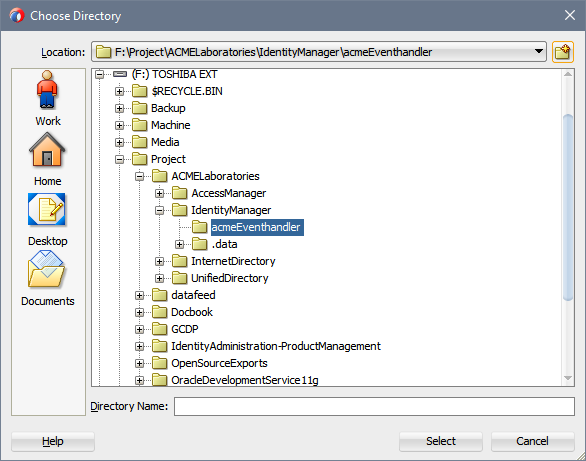 Choose Directory
Location: F:\Project\ACMELaboratories\IdentityManager\acmeEventhandler
Work
Home
Desktop
Documents
(F:) TOSHIBA EXT
$RECYCLE.BIN
Backup
Machine
Media
Project
ACMELaboratories
AccessManager
IdentityManager
acmeEventhandler
.data
InternetDirectory
UnifiedDirectory
datafeed
Docbook
GCDP
IdentityAdministration-ProductManagement
OpenSourceExports
OracleDevelopmentService11g
Directory Name:
Help
Select
Cancel